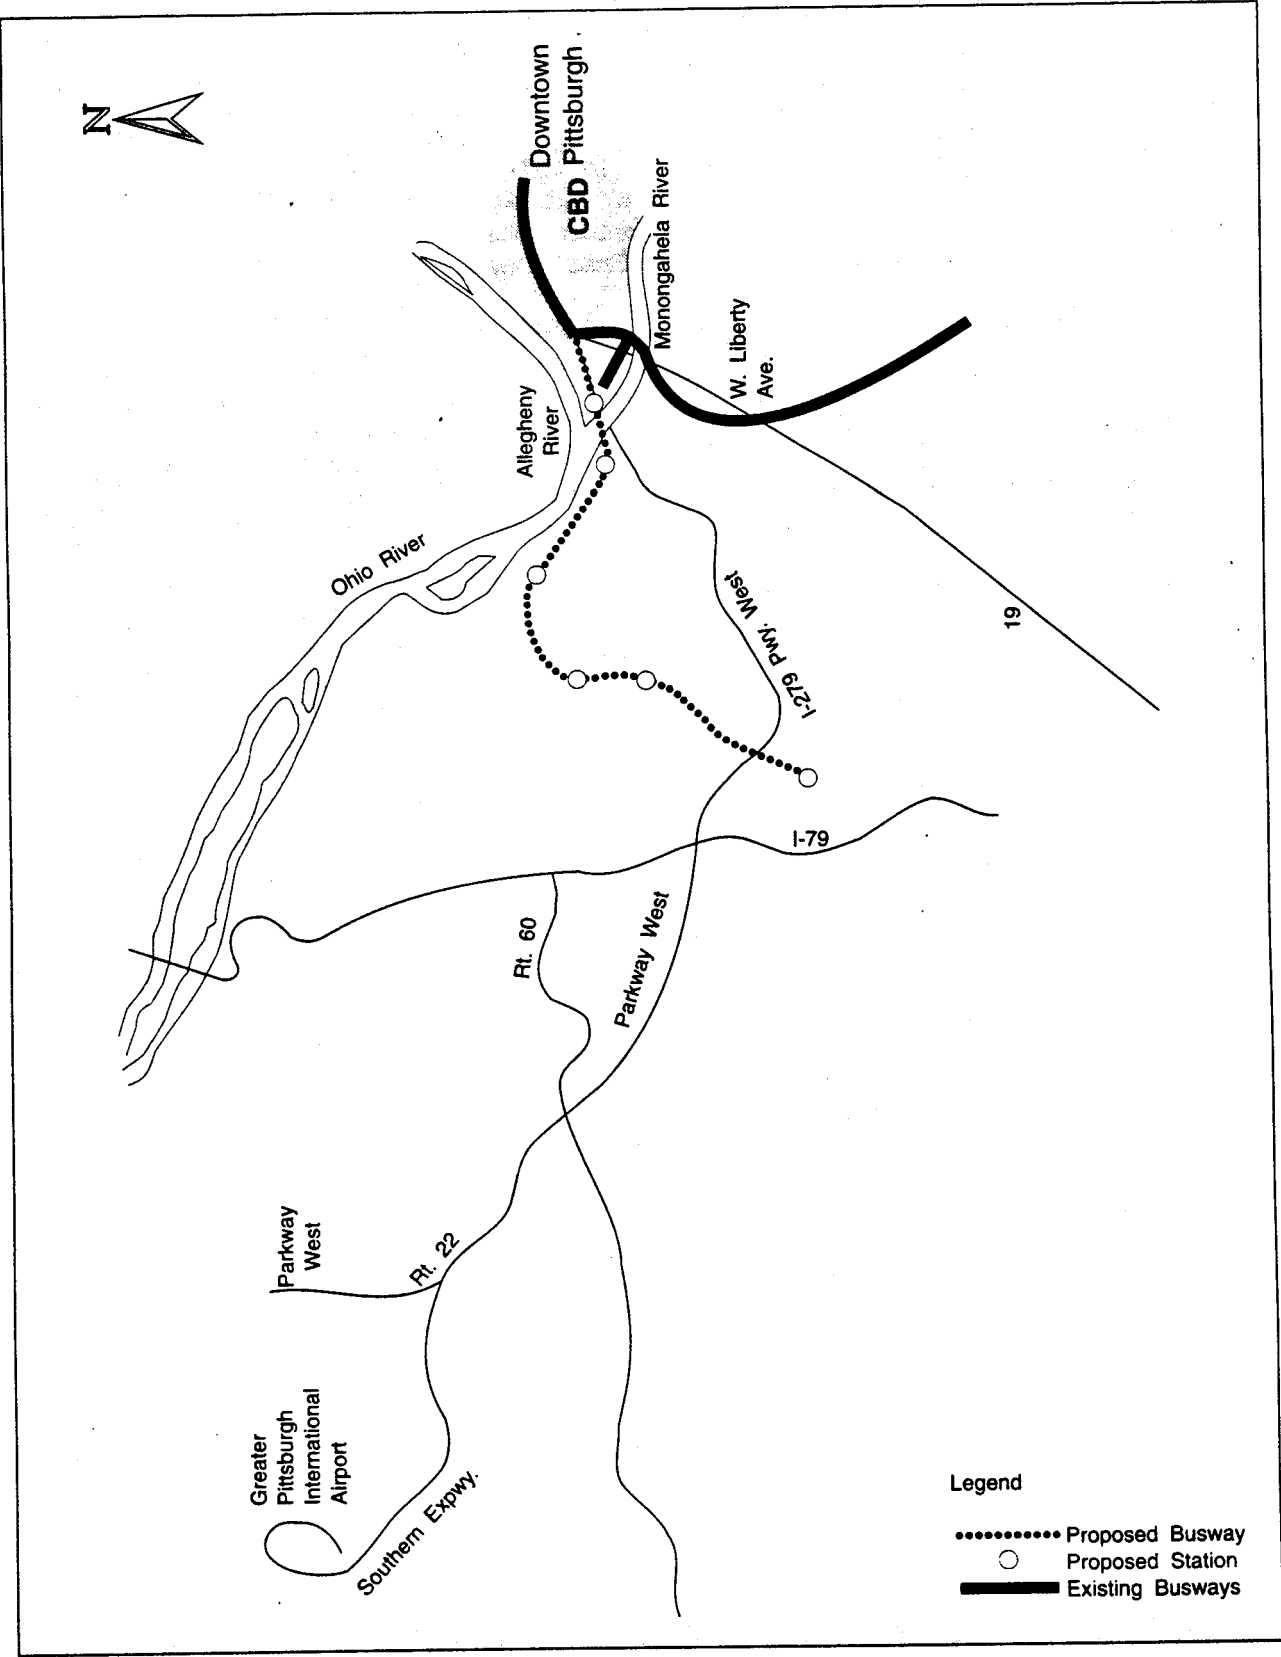 N
Downtown
CBD Pittsburgh
Monongahela River
W. Liberty
Ave.
Allegheny
River
Ohio River
I-279 Pwy. West
19
I-79
Rt. 60
Parkway West
Parkway
West
Rt. 22
Greater
Pittsburgh
International
Airport
Southern Expwy.
Legend
Proposed Busway
Proposed Station
Existing Busways